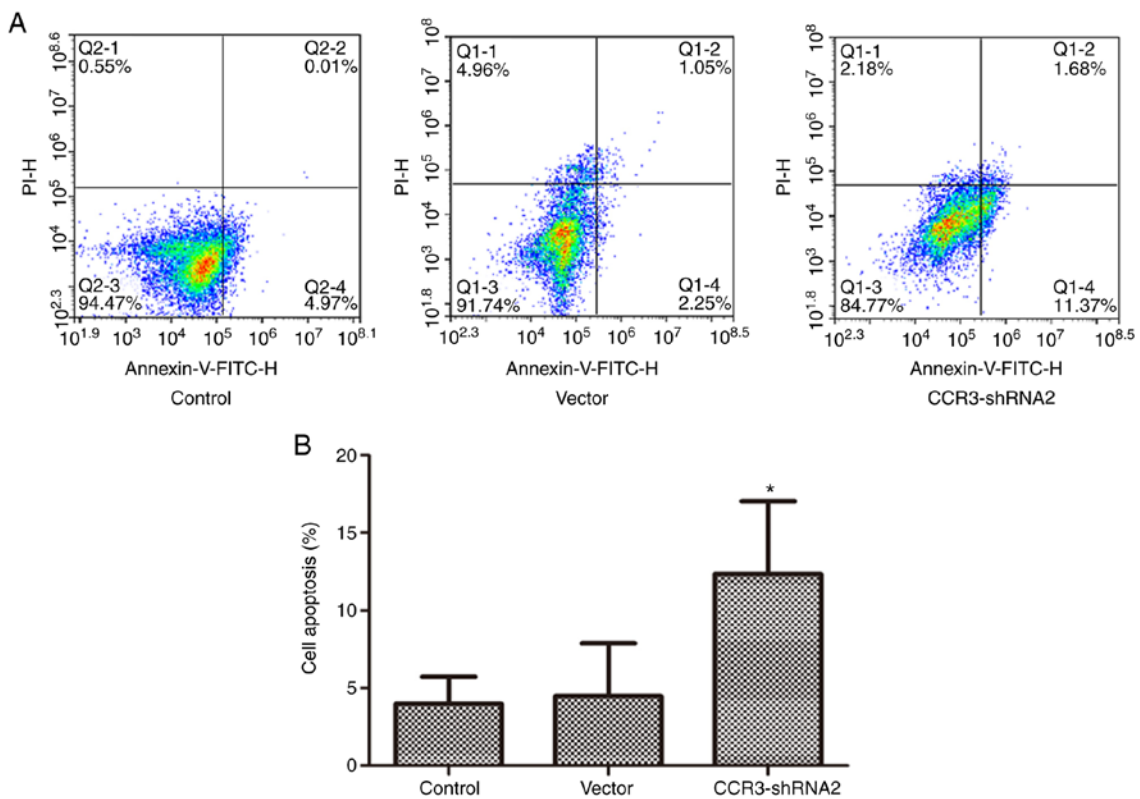 A
Q2-1
0.55%
Q2-2
0.01%
Q2-3
94.47%
Q2-4
4.97%
10^8.6
10^7
10^6
10^5
10^4
10^3
10^2.3
PI-H
10^1.9 10^3 10^4 10^5 10^6 10^7 10^8.1
Annexin-V-FITC-H
Control
Q1-1
4.96%
Q1-2
1.05%
Q1-3
91.74%
Q1-4
2.25%
10^8
10^7
10^6
10^5
10^4
10^3
10^1.8
PI-H
10^2.3 10^4 10^5 10^6 10^7 10^8.5
Annexin-V-FITC-H
Vector
Q1-1
2.18%
Q1-2
1.68%
Q1-3
84.77%
Q1-4
11.37%
10^8
10^7
10^6
10^5
10^4
10^3
10^1.8
PI-H
10^2.3 10^4 10^5 10^6 10^7 10^8.5
Annexin-V-FITC-H
CCR3-shRNA2
B
20
15
10
5
0
Cell apoptosis (%)
*
Control Vector CCR3-shRNA2